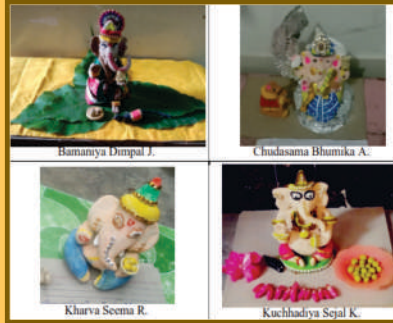 Bamaniya Dimpal J.
Chudasama Bhumika A.
Kharva Seema R.
Kuchhadiya Sejal K.